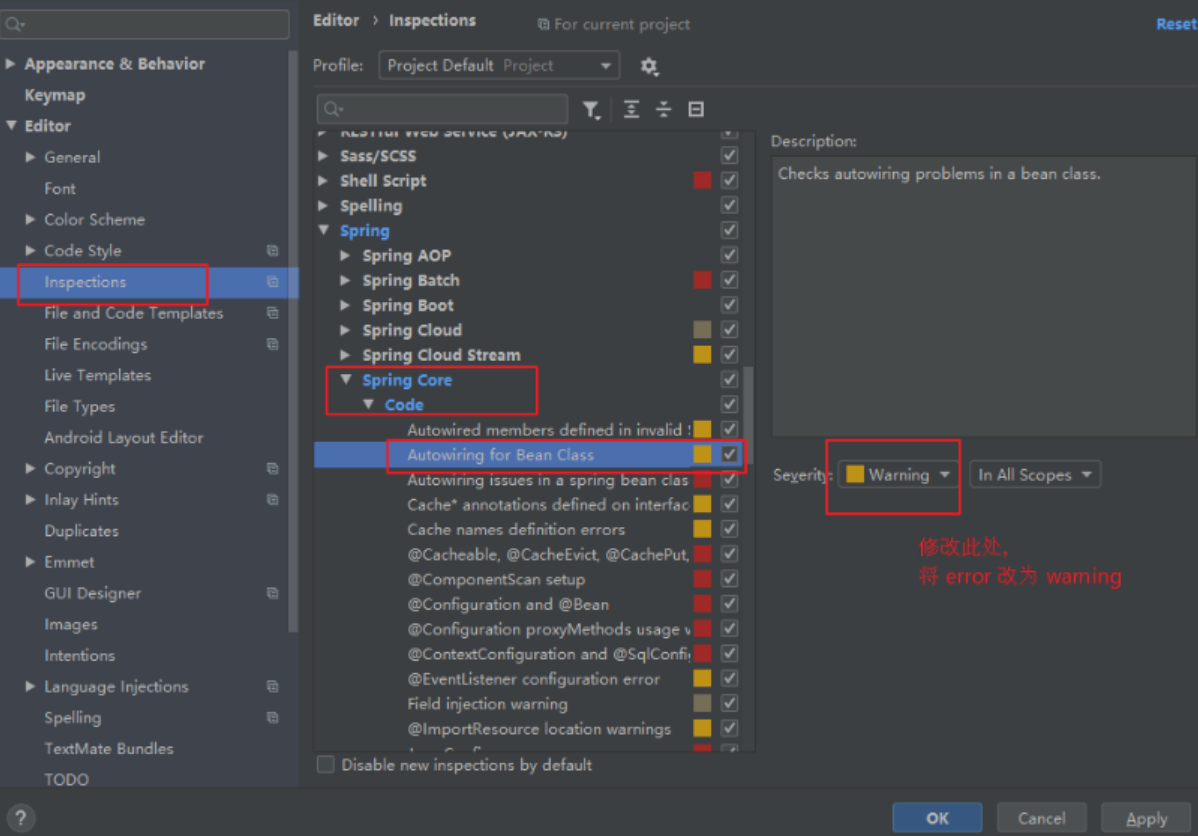 Editor › Inspections
For current project
Reset
Appearance & Behavior
Keymap
Editor
General
Font
Color Scheme
Code Style
Inspections
File and Code Templates
File Encodings
Live Templates
File Types
Android Layout Editor
Copyright
Inlay Hints
Duplicates
Emmet
GUI Designer
Images
Intentions
Language Injections
Spelling
TextMate Bundles
TODO
Profile: Project Default Project
RESTful Web Service (JAX-RS)
Sass/SCSS
Shell Script
Spelling
Spring
Spring AOP
Spring Batch
Spring Boot
Spring Cloud
Spring Cloud Stream
Spring Core
Code
Autowired members defined in invalid
Autowiring for Bean Class
Autowiring issues in a spring bean clas
Cache* annotations defined on interfac
Cache names definition errors
@Cacheable, @CacheEvict, @CachePut,
@ComponentScan setup
@Configuration and @Bean
@Configuration proxyMethods usage
@ContextConfiguration and @SqlConfi
@EventListener configuration error
Field injection warning
@ImportResource location warnings
Disable new inspections by default
Description:
Checks autowiring problems in a bean class.
Severity: Warning In All Scopes
修改此处,
将 error 改为 warning
? OK Cancel Apply